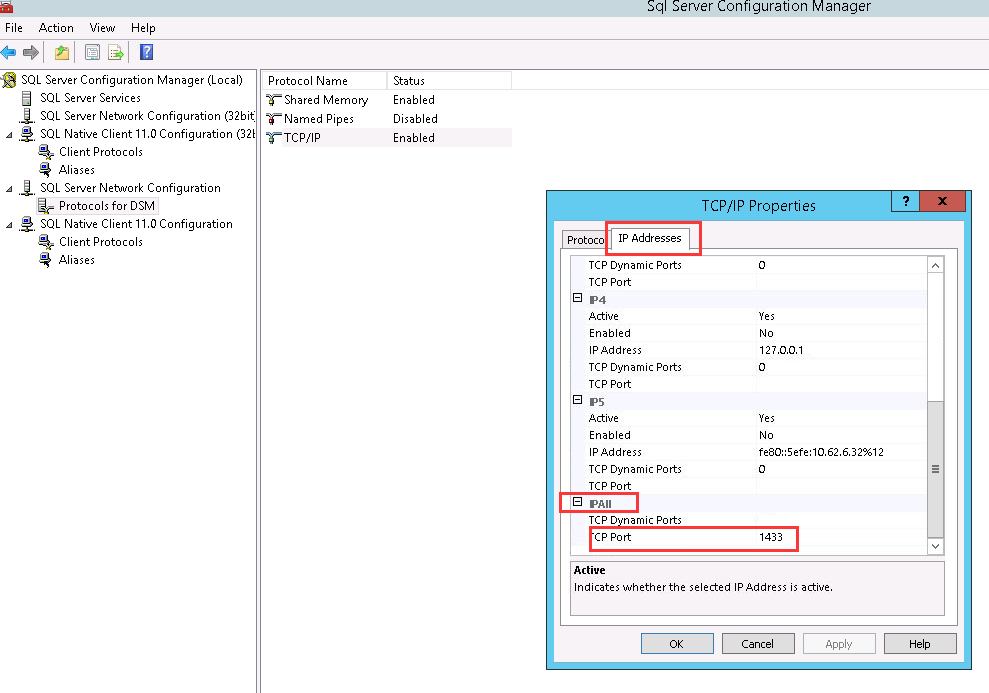 Sql Server Configuration Manager
File Action View Help
SQL Server Configuration Manager (Local)
SQL Server Services
SQL Server Network Configuration (32bit
SQL Native Client 11.0 Configuration (32b
Client Protocols
Aliases
SQL Server Network Configuration
Protocols for DSM
SQL Native Client 11.0 Configuration
Client Protocols
Aliases
Protocol Name Status
Shared Memory Enabled
Named Pipes Disabled
TCP/IP Enabled
TCP/IP Properties
Protoco IP Addresses
TCP Dynamic Ports 0
TCP Port
IP4
Active Yes
Enabled No
IP Address 127.0.0.1
TCP Dynamic Ports 0
TCP Port
IP5
Active Yes
Enabled No
IP Address fe80::5efe:10.62.6.32%12
TCP Dynamic Ports 0
TCP Port
IPAll
TCP Dynamic Ports
TCP Port 1433
Active
Indicates whether the selected IP Address is active.
OK Cancel Apply Help